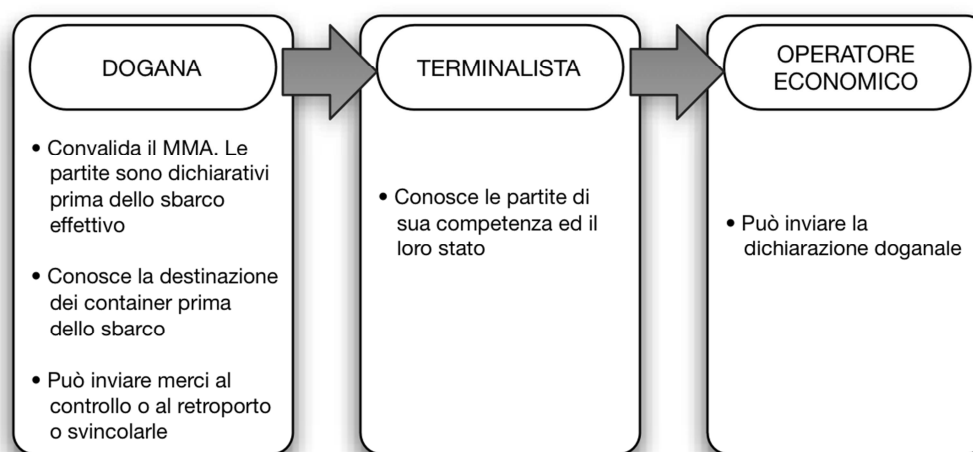 DOGANA
• Convalida il MMA. Le
partite sono dichiarativi
prima dello sbarco
effettivo
• Conosce la destinazione
dei container prima
dello sbarco
• Può inviare merci al
controllo o al retroporto
o svincolarle
TERMINALISTA
• Conosce le partite di
sua competenza ed il
loro stato
OPERATORE
ECONOMICO
• Può inviare la
dichiarazione doganale